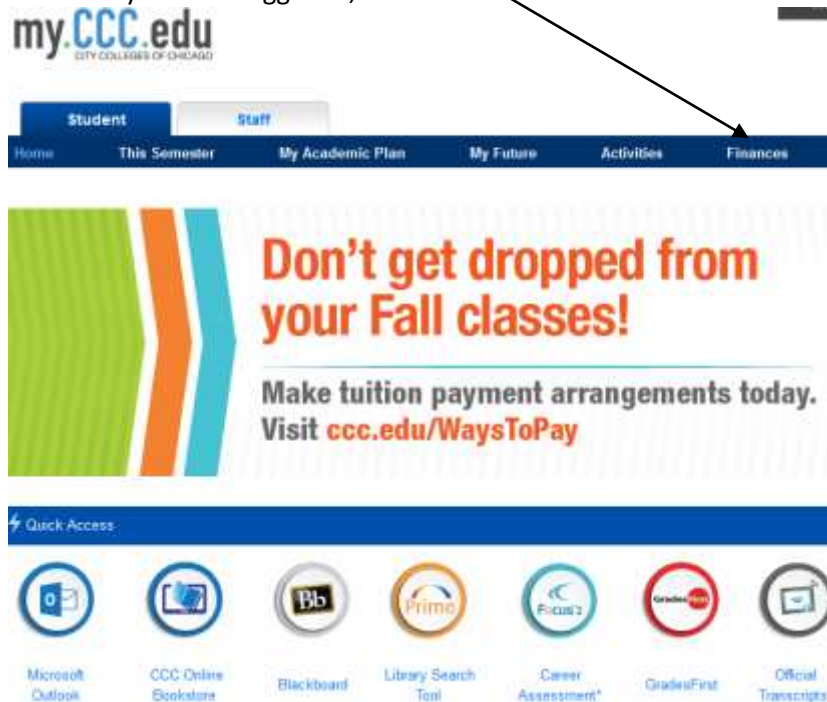 my.CCC.edu
CITY COLLEGES OF CHICAGO
Student Staff
Home This Semester My Academic Plan My Future Activities Finances
Don't get dropped from
your Fall classes!
Make tuition payment arrangements today.
Visit ccc.edu/WaysToPay
Quick Access
Bb Prime Focus2 GradesFirst
Microsoft Outlook
CCC Online Bookstore
Blackboard
Library Search Tool
Career Assessment*
GradesFirst
Official Transcripts